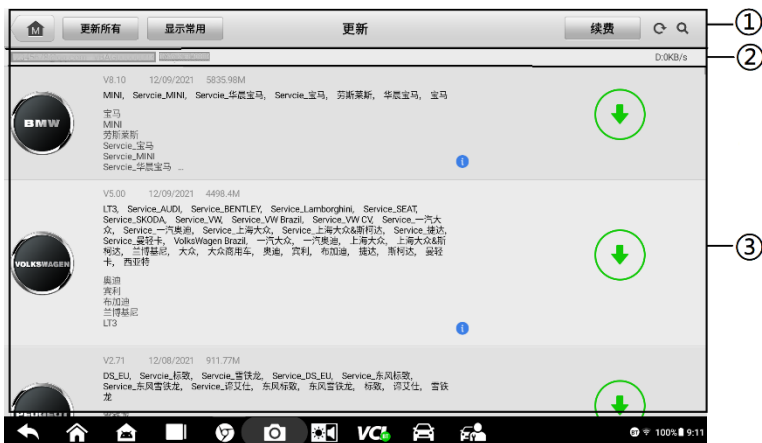 M 更新所有 显示常用 更新 续费 ①
② D:0KB/s
V8.10 12/09/2021 5835.98M
MINI, Servcie_MINI, Servcie_华晨宝马, Servcie_宝马, 劳斯莱斯, 华晨宝马, 宝马
BMW
宝马
MINI
劳斯莱斯
Servcie_宝马
Servcie_MINI
Servcie_华晨宝马 ...
V5.00 12/09/2021 4498.4M
LT3, Service_AUDI, Service_BENTLEY, Service_Lamborghini, Service_SEAT,
Service_SKODA, Service_VW, Service_VW Brazil, Service_VW CV, Service_一汽大
众, Service_一汽奥迪, Service_上海大众, Service_上海大众&斯柯达, Service_捷达,
Service_曼轻卡, VolksWagen Brazil, 一汽大众, 一汽奥迪, 上海大众, 上海大众&斯
柯达, 兰博基尼, 大众, 大众商用车, 奥迪, 宾利, 布加迪, 捷达, 斯柯达, 曼轻
卡, 西亚特
VOLKSWAGEN
③
奥迪
宾利
布加迪
兰博基尼
LT3
V2.71 12/08/2021 911.77M
DS_EU, Servcie_标致, Servcie_雪铁龙, Service_DS_EU, Service_东风标致,
Service_东风雪铁龙, Service_谛艾仕, 东风标致, 东风雪铁龙, 标致, 谛艾仕, 雪铁
龙
VCI 100% 9:11